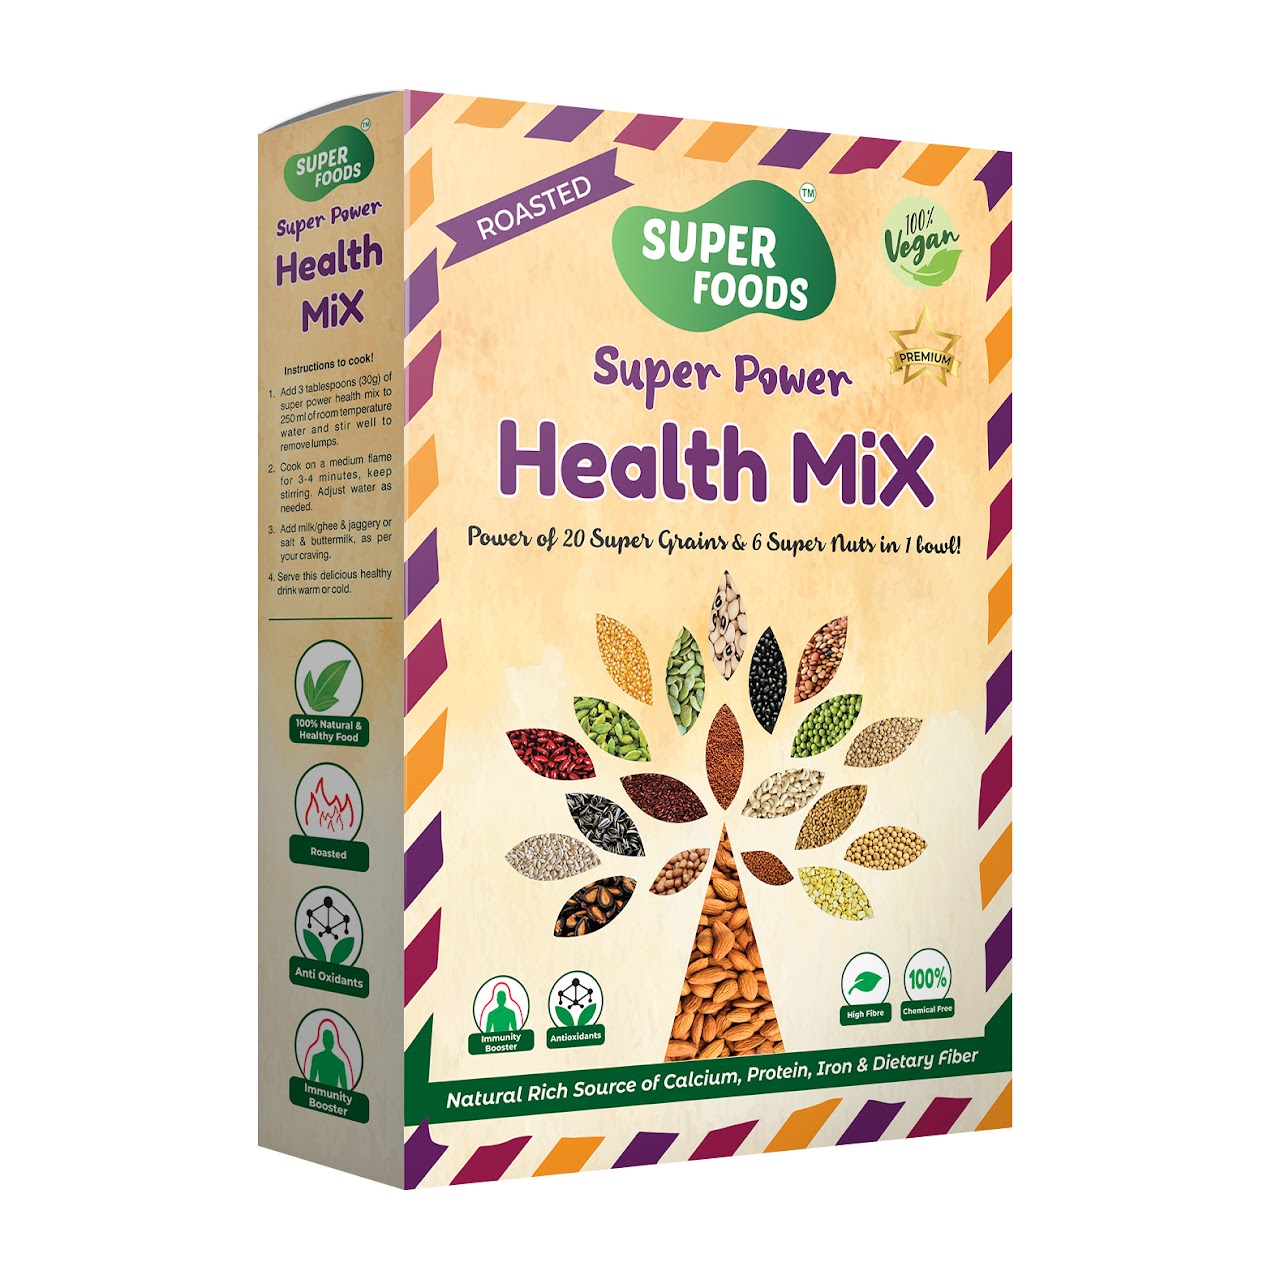 SUPER
FOODS
TM
Super Power
Health
MiX
Instructions to cook!
1. Add 3 tablespoons (30g) of
super power health mix to
250 ml of room temperature
water and stir well to
remove lumps.
2. Cook on a medium flame
for 3-4 minutes, keep
stirring. Adjust water as
needed.
3. Add milk/ghee & jaggery or
salt & buttermilk, as per
your craving.
4. Serve this delicious healthy
drink warm or cold.
100% Natural &
Healthy Food
Roasted
Anti Oxidants
Immunity
Booster
ROASTED
SUPER
FOODS
TM
100%
Vegan
PREMIUM
Super Power
Health MiX
Power of 20 Super Grains & 6 Super Nuts in 1 bowl!
Immunity
Booster
Antioxidants
High Fibre
100%
Chemical Free
Natural Rich Source of Calcium, Protein, Iron & Dietary Fiber